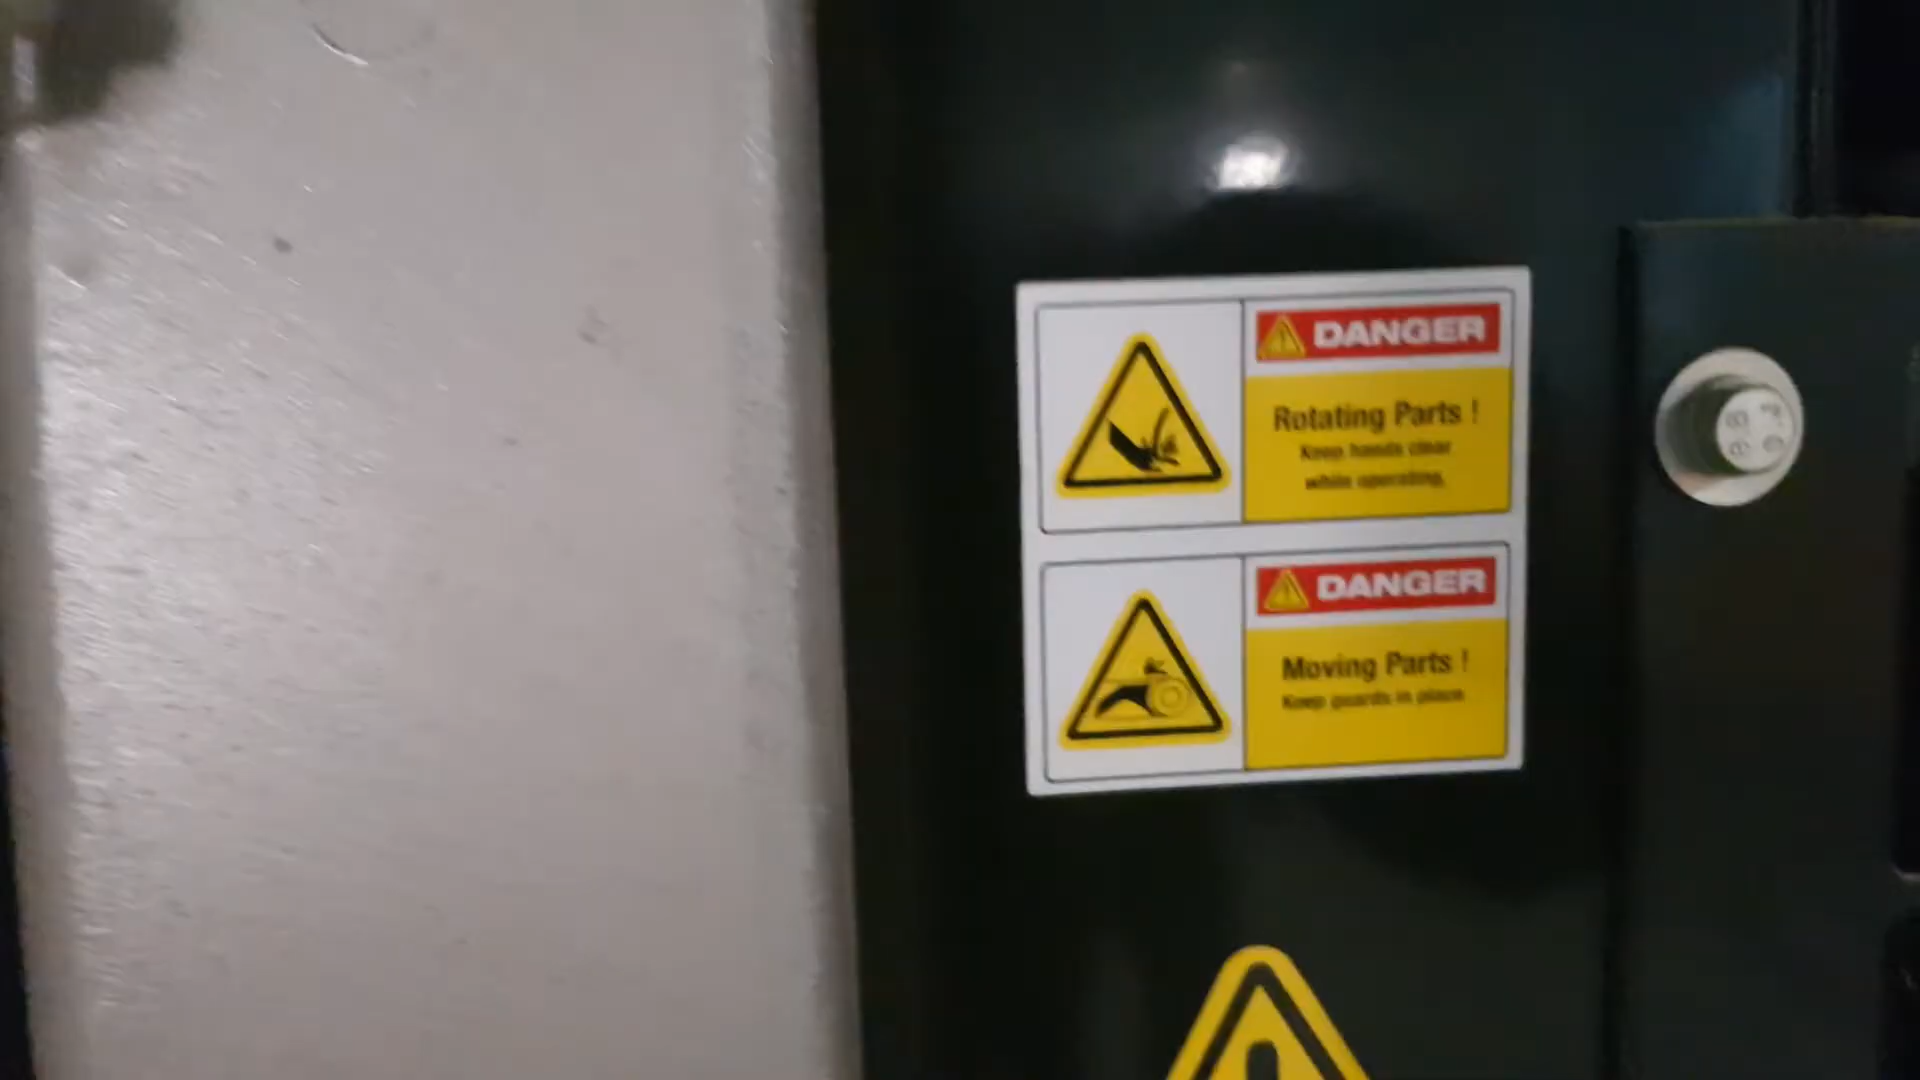 DANGER
Rotating Parts !
Keep hands clear
while operating.
DANGER
Moving Parts !
Keep guards in place